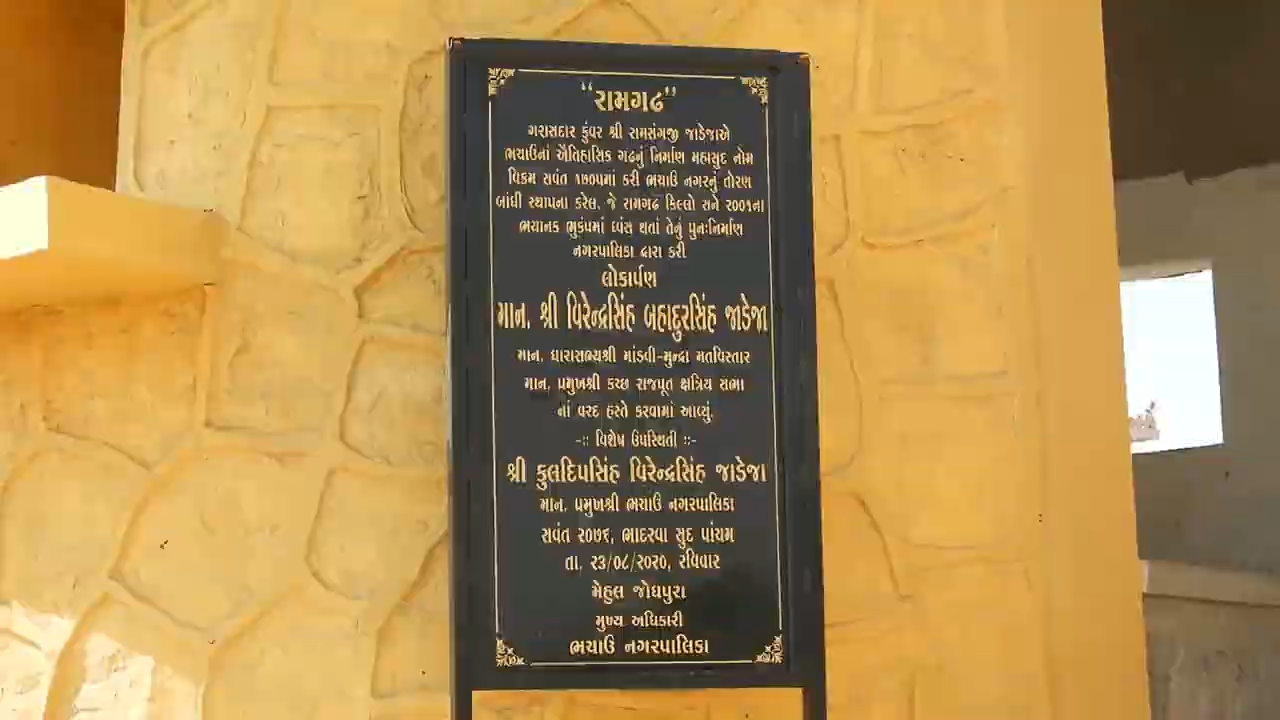 “રામગઢ”
ગરાસદાર કુંવર શ્રી રામસંગજી જાડેજાએ
ભચાઉનાં ઐતિહાસિક ગઢનું નિર્માણ મહાસુદ નોમ
વિક્રમ સવંત ૧૭૦૫માં કરી ભચાઉ નગરનું તોરણ
બાંધી સ્થાપના કરેલ. જે રામગઢ કિલ્લો સને ૨૦૦૧ના
ભયાનક ભુકંપમાં ધ્વંસ થતાં તેનું પુનઃનિર્માણ
નગરપાલિકા દ્વારા કરી
લોકાર્પણ
માન. શ્રી વિરેન્દ્રસિંહ બહાદુરસિંહ જાડેજા
માન. ધારાસભ્યશ્રી માંડવી-મુન્દ્રા મતવિસ્તાર
માન. પ્રમુખશ્રી કચ્છ રાજપૂત ક્ષત્રિય સભા
નાં વરદ હસ્તે કરવામાં આવ્યું.
-:: વિશેષ ઉપસ્થિતી ::-
શ્રી કુલદિપસિંહ વિરેન્દ્રસિંહ જાડેજા
માન. પ્રમુખશ્રી ભચાઉ નગરપાલિકા
સવંત ૨૦૭૬, ભાદરવા સુદ પાંચમ
તા. ૨૩/૦૮/૨૦૨૦, રવિવાર
મેહુલ જોધપુરા
મુખ્ય અધિકારી
ભચાઉ નગરપાલિકા